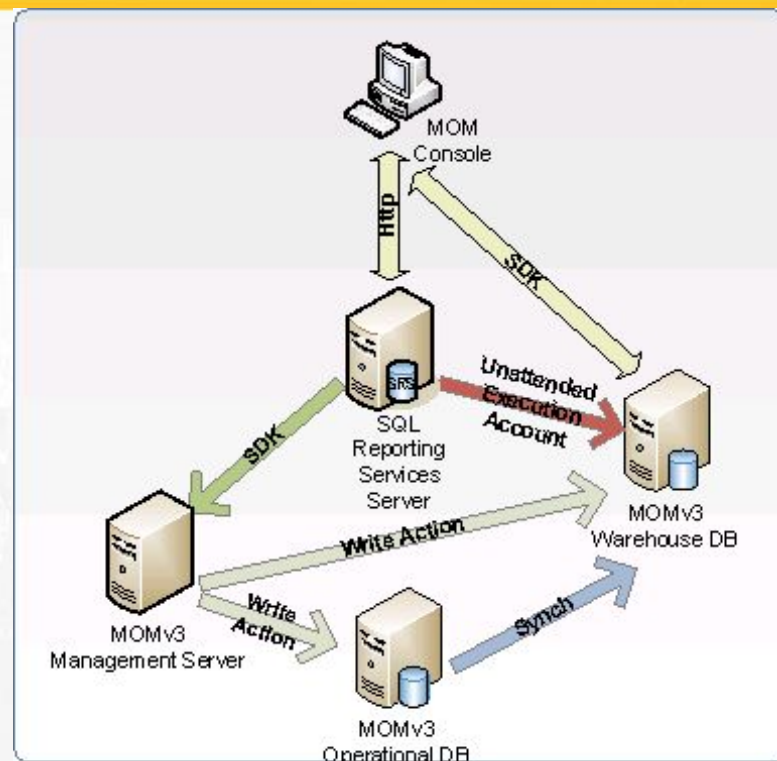 MOM
Console
Http
SDK
SRS
SQL
Reporting
Services
Server
Unattended
Execution
Account
MOMv3
Warehouse DB
SDK
Write Action
MOMv3
Management Server
Write
Action
Synch
MOMv3
Operational DB